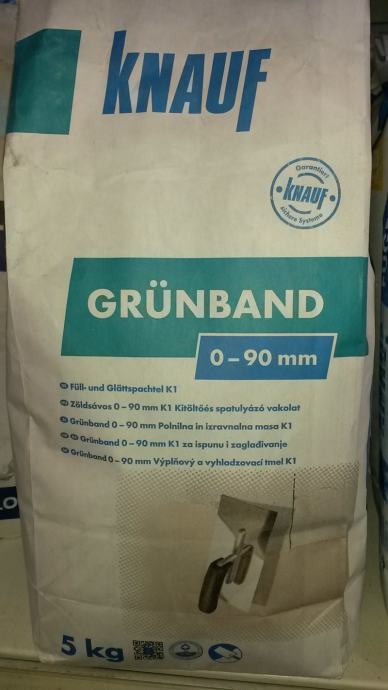 KNAUF
Garantiert
KNAUF
sichere Systeme
GRÜNBAND
0 – 90 mm
Füll- und Glättspachtel K1
Zöldsávos 0 – 90 mm K1 Kitöltőés spatulyázó vakolat
Grünband 0 – 90 mm Polnilna in izravnalna masa K1
Grünband 0 – 90 mm K1 za ispunu i zaglađivanje
Grünband 0 – 90 mm Výplňový a vyhladzovací tmel K1
5 kg